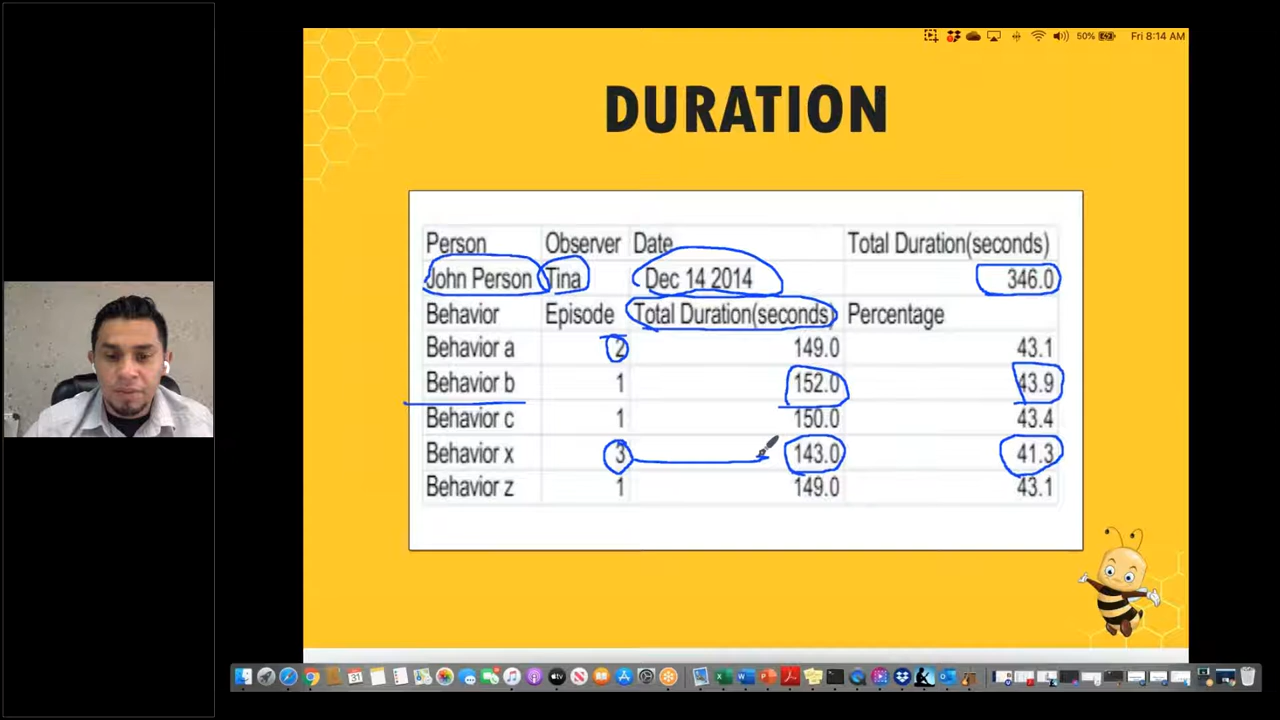 50% Fri 8:14 AM
DURATION
Person Observer Date Total Duration(seconds)
John Person Tina Dec 14 2014 346.0
Behavior Episode Total Duration(seconds) Percentage
Behavior a 2 149.0 43.1
Behavior b 1 152.0 43.9
Behavior c 1 150.0 43.4
Behavior x 3 143.0 41.3
Behavior z 1 149.0 43.1